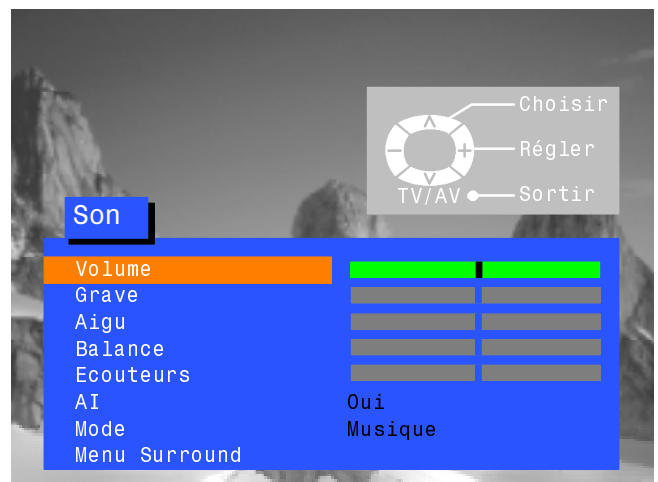 Choisir
Régler
TV/AV Sortir
Son
Volume
Grave
Aigu
Balance
Ecouteurs
AI Oui
Mode Musique
Menu Surround